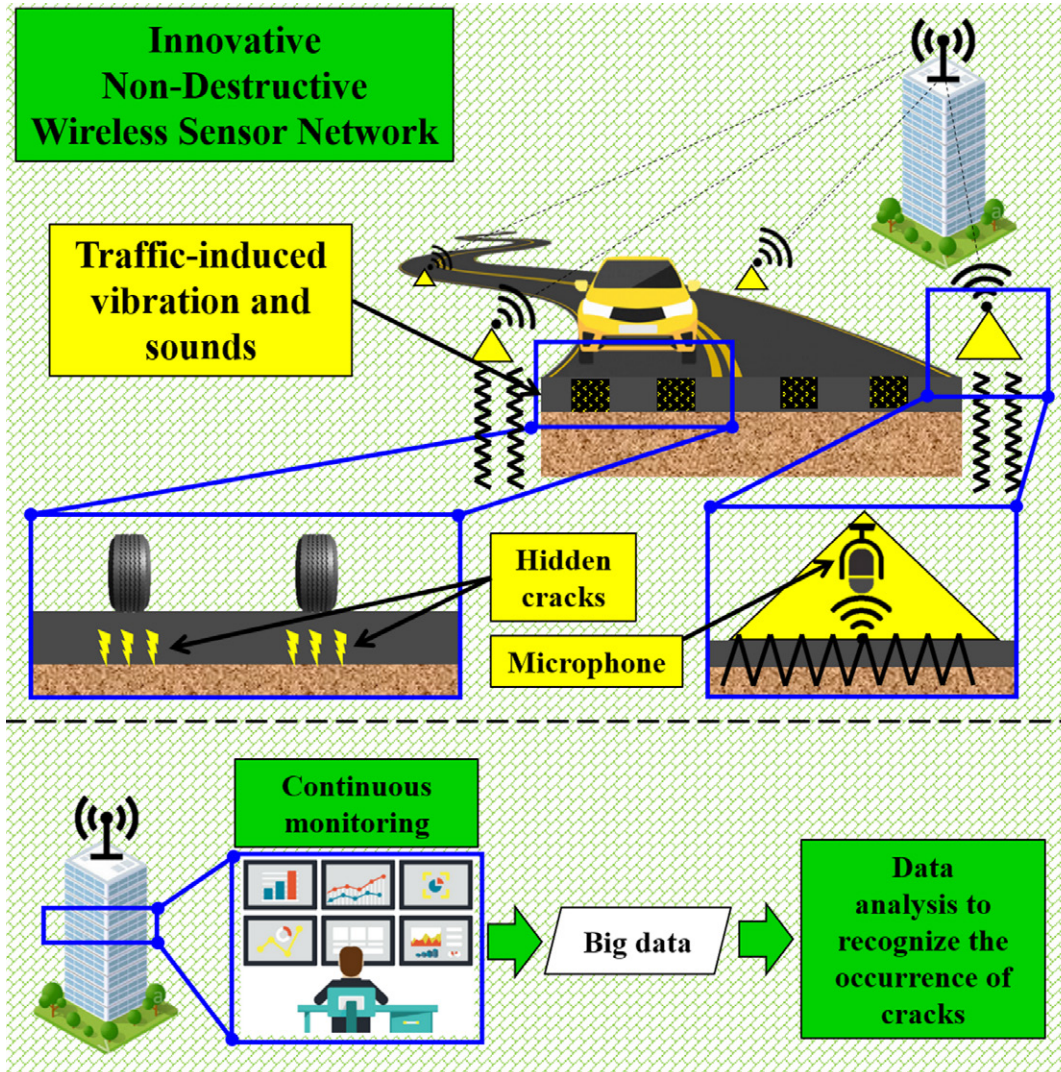 Innovative
Non-Destructive
Wireless Sensor Network
Traffic-induced
vibration and
sounds
Hidden
cracks
Microphone
Continuous
monitoring
Big data
Data
analysis to
recognize the
occurrence of
cracks